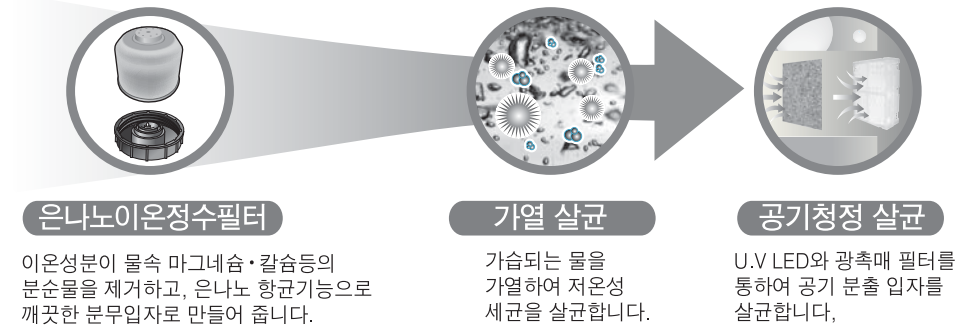 은나노이온정수필터
이온성분이 물속 마그네슘•칼슘등의
분순물을 제거하고, 은나노 항균기능으로
깨끗한 분무입자로 만들어 줍니다.
가열 살균
가습되는 물을
가열하여 저온성
세균을 살균합니다.
공기청정 살균
U.V LED와 광촉매 필터를
통하여 공기 분출 입자를
살균합니다,